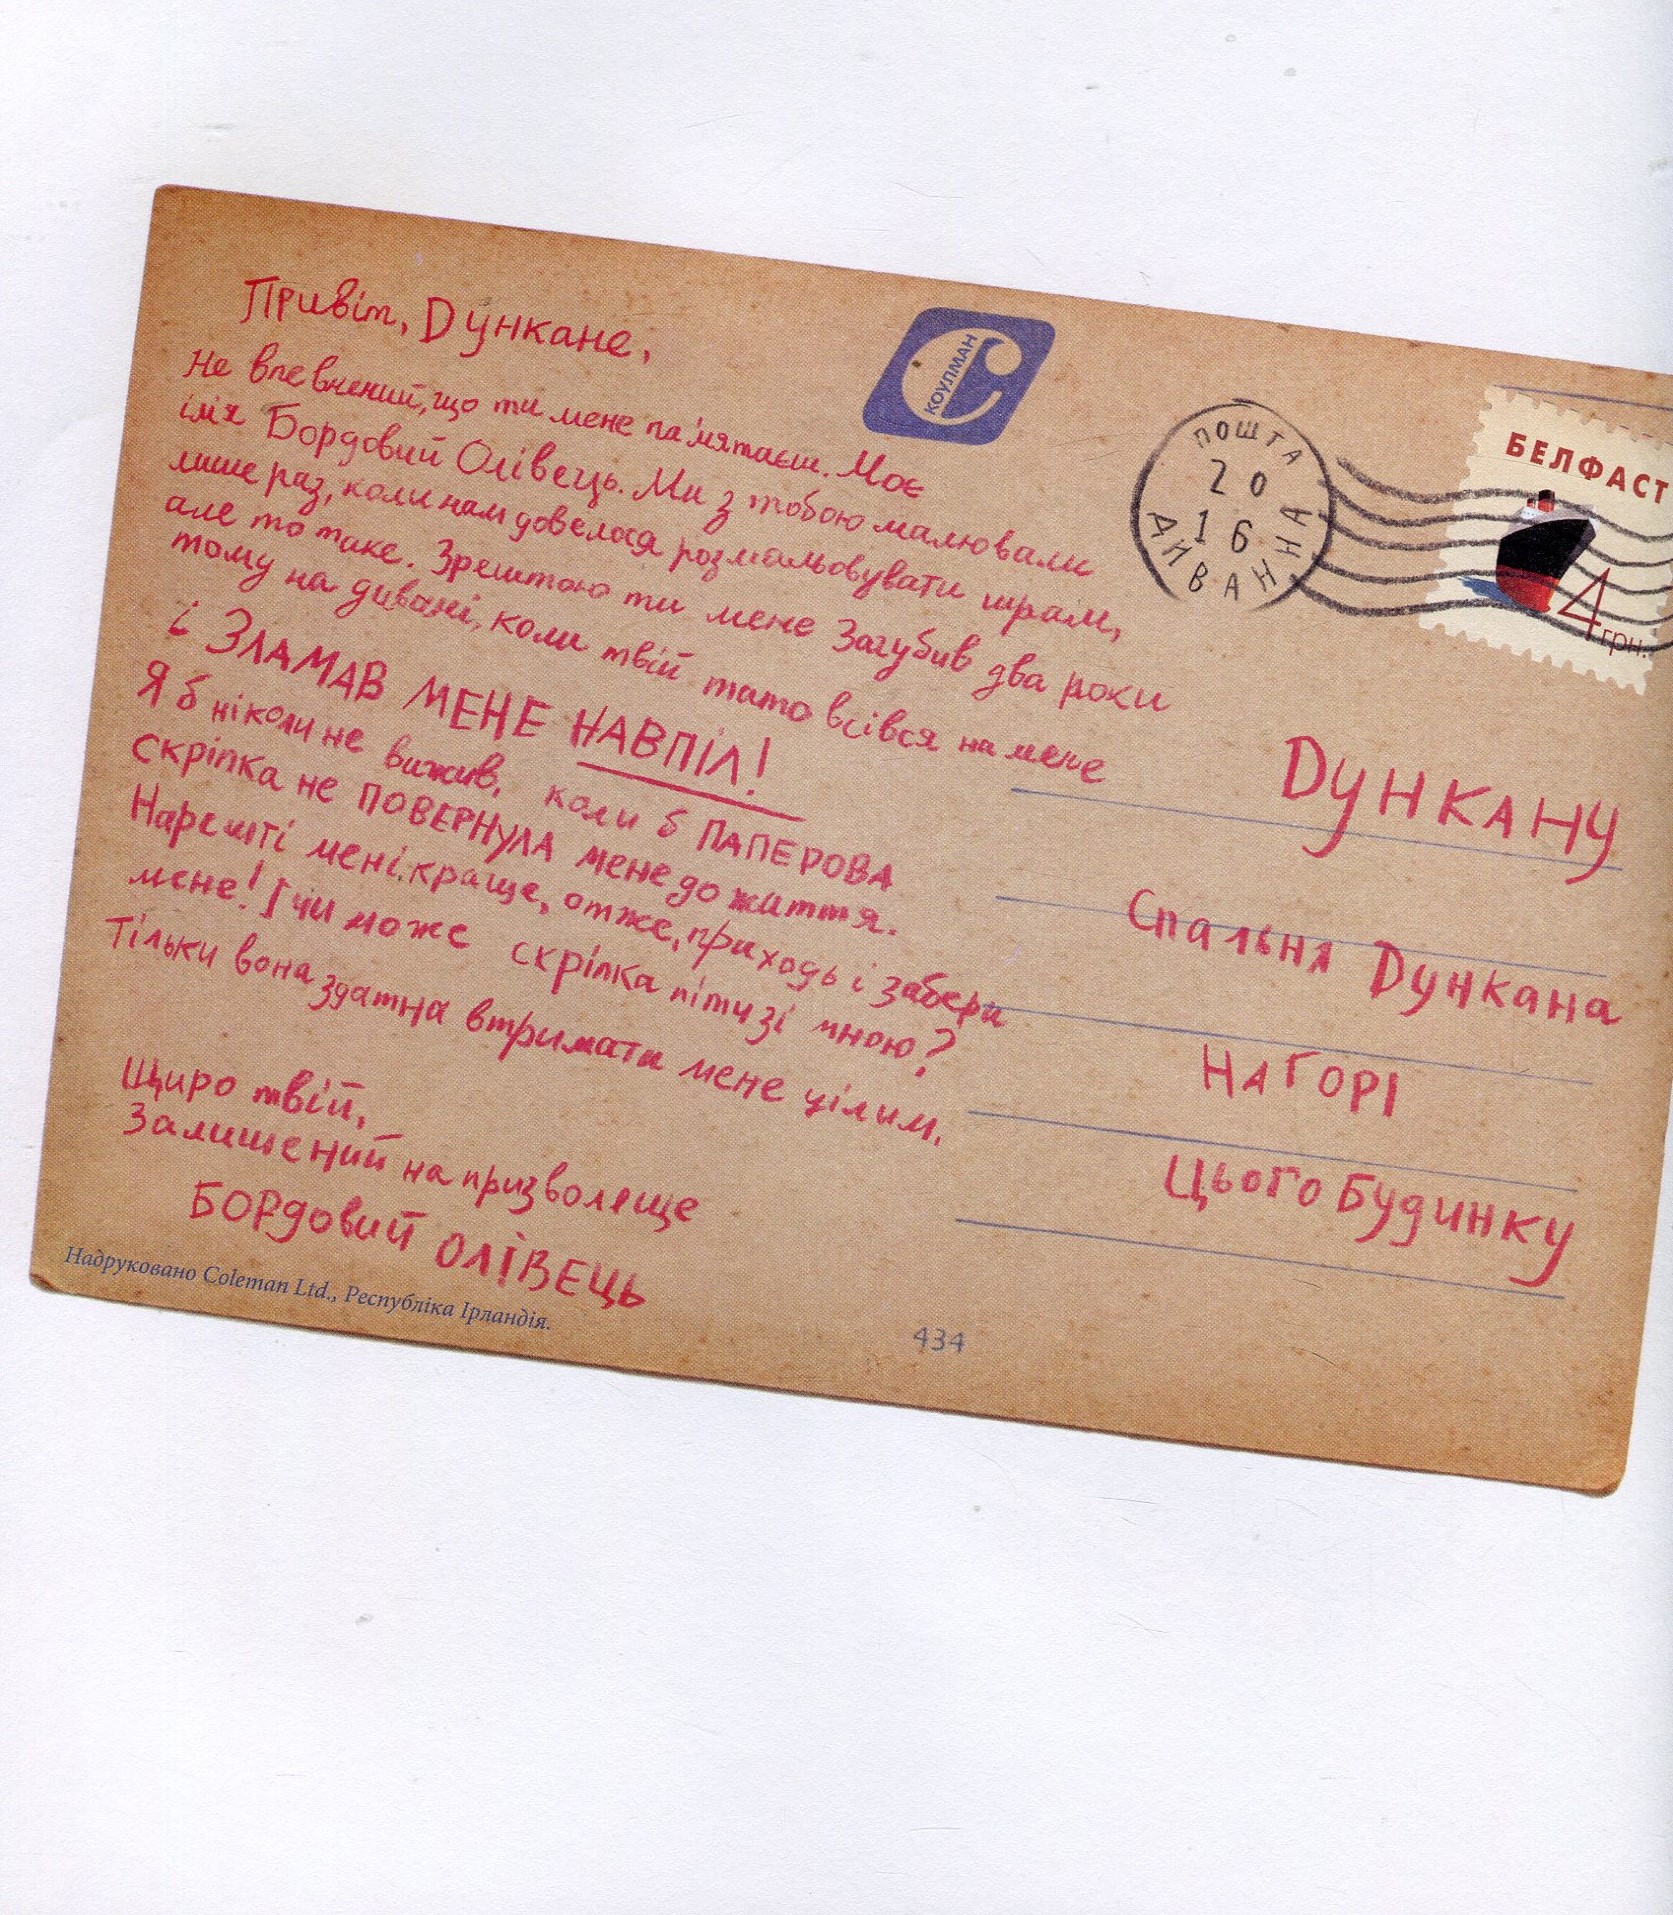 Привіт, Дункане,
Не впевнений, що ти мене пам'ятаєш. Моє
ім'я Бордовий Олівець. Ми з тобою малювали
лише раз, коли нам довелося розмальовувати шрам,
але то таке. Зрештою ти мене загубив два роки
тому на дивані, коли твій тато всівся на мене
і ЗЛАМАВ МЕНЕ НАВПІЛ!
Я б ніколи не вижив, коли б ПАПЕРОВА
скріпка не ПОВЕРНУЛА мене до життя.
Нарешті мені краще, отже, приходь і забери
мене! І чи може скріпка піти зі мною?
Тільки вона здатна втримати мене цілим.
Щиро твій,
Залишений на призволяще
БОРДОВИЙ ОЛІВЕЦЬ
Надруковано Coleman Ltd., Республіка Ірландія.
434
КОУЛМАН
ПОШТА
20
16
ДИВАННА
БЕЛФАСТ
4 грн.
Дункану
Спальня Дункана
Нагорі
Цього Будинку